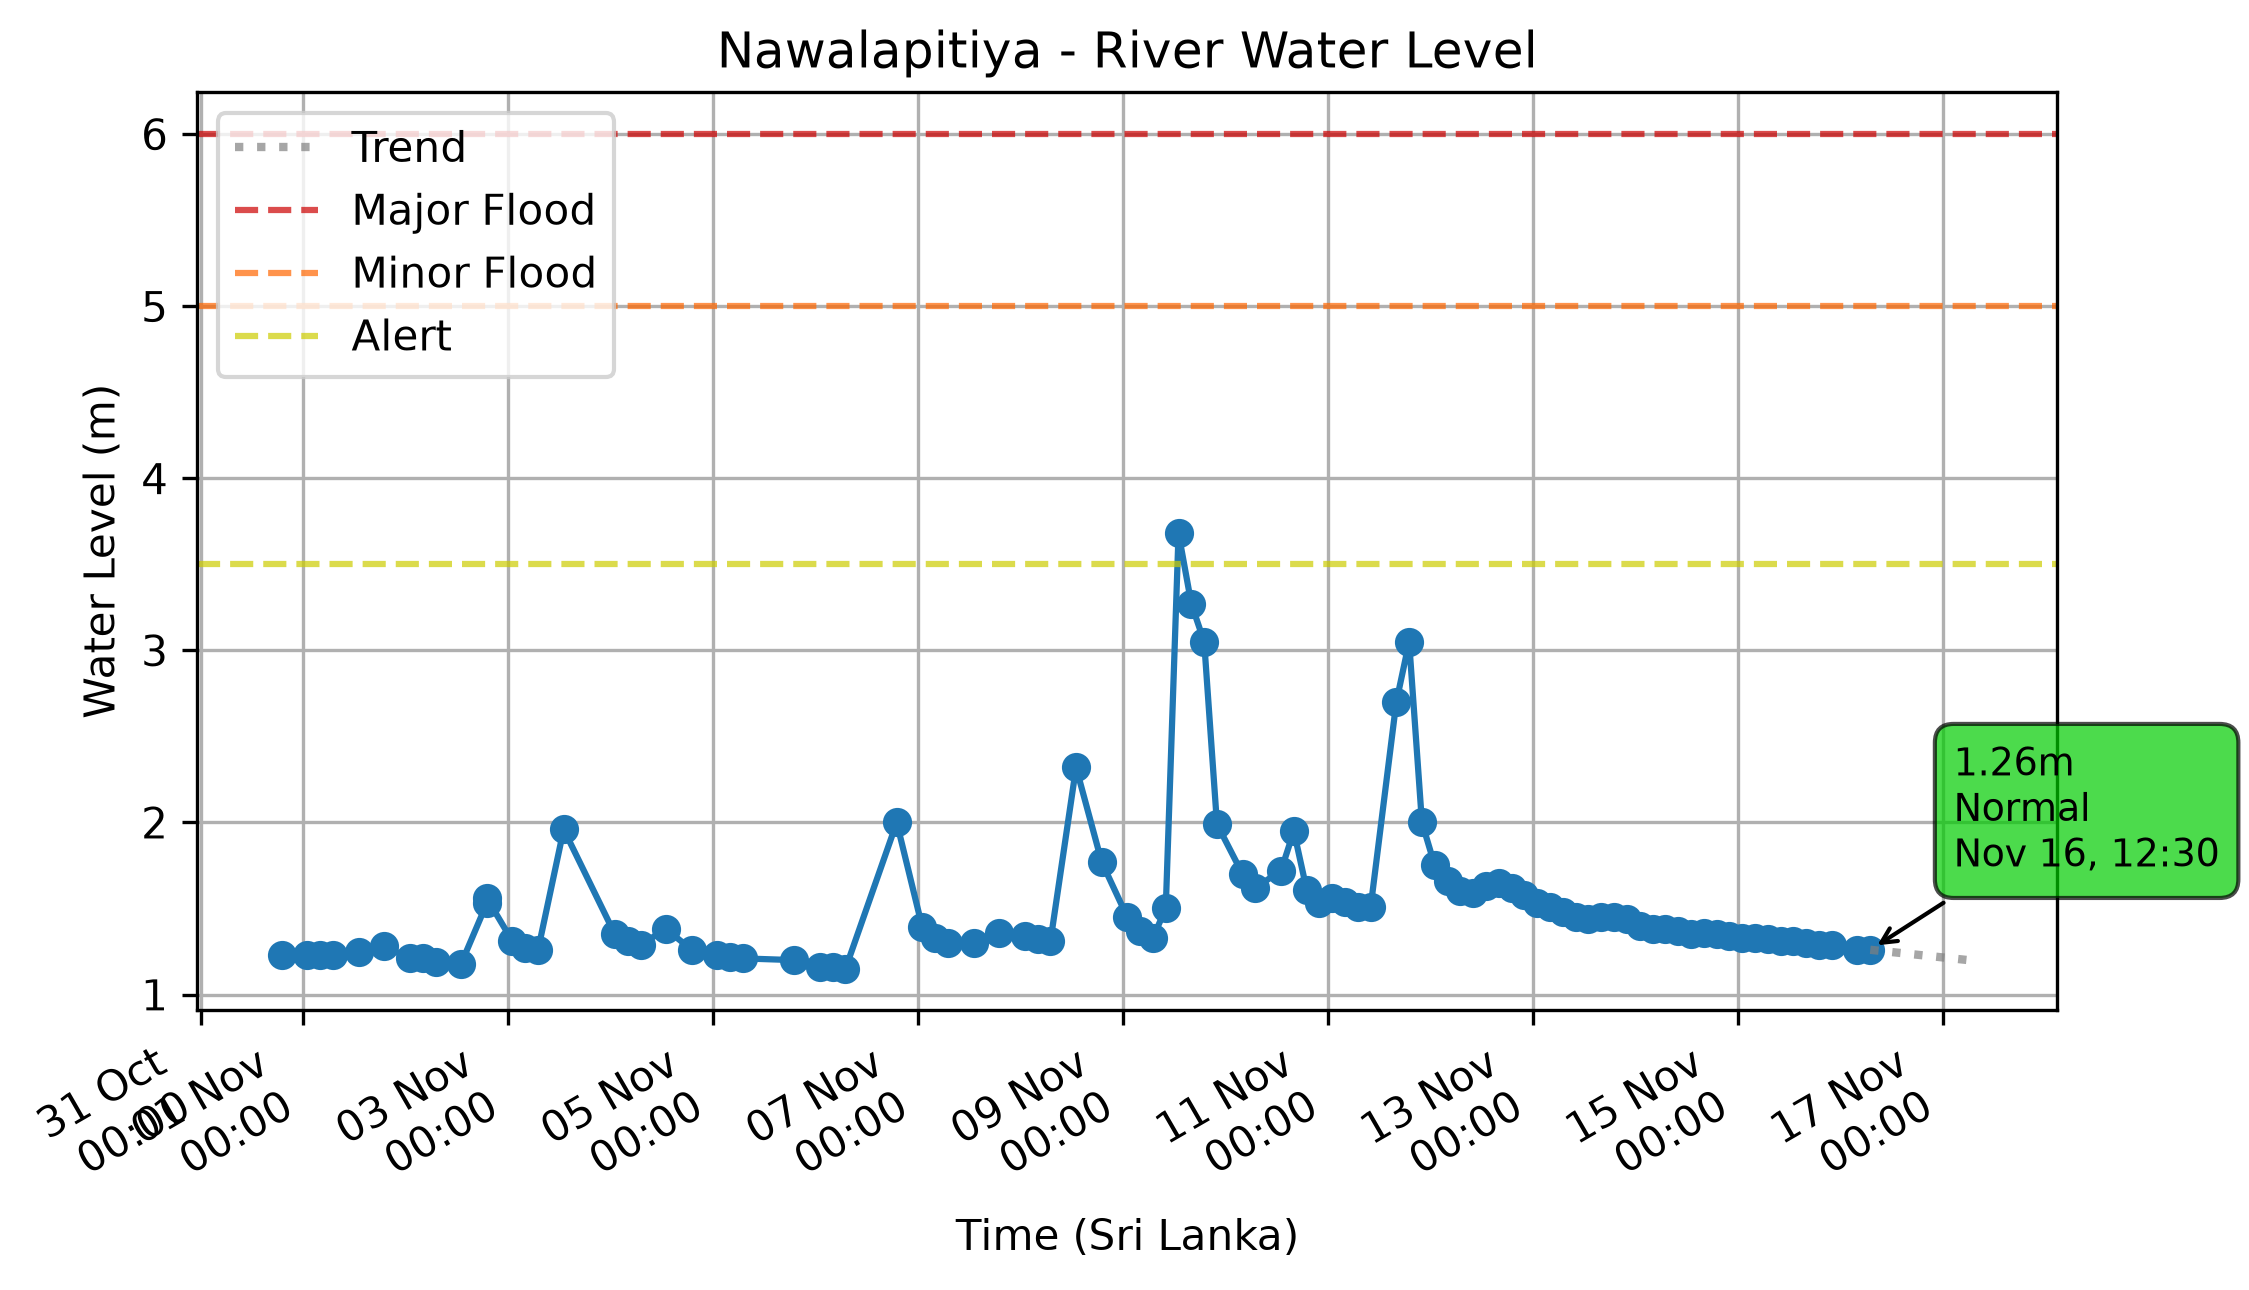 Nawalapitiya - River Water Level
Trend
Major Flood
Minor Flood
Alert
6
5
4
3
2
1
Water Level (m)
1.26m
Normal
Nov 16, 12:30
31 Oct
00:00
01 Nov
00:00
03 Nov
00:00
05 Nov
00:00
07 Nov
00:00
09 Nov
00:00
11 Nov
00:00
13 Nov
00:00
15 Nov
00:00
17 Nov
00:00
Time (Sri Lanka)